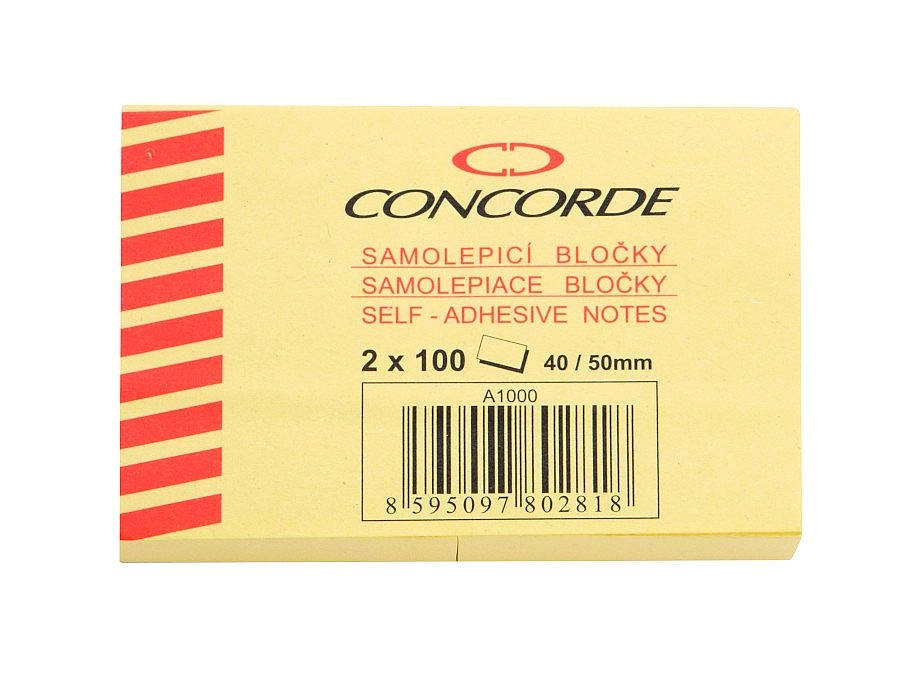 CONCORDE
SAMOLEPICÍ BLOČKY
SAMOLEPIACE BLOČKY
SELF - ADHESIVE NOTES
2 x 100 40 / 50mm
A1000
8 595097 802818